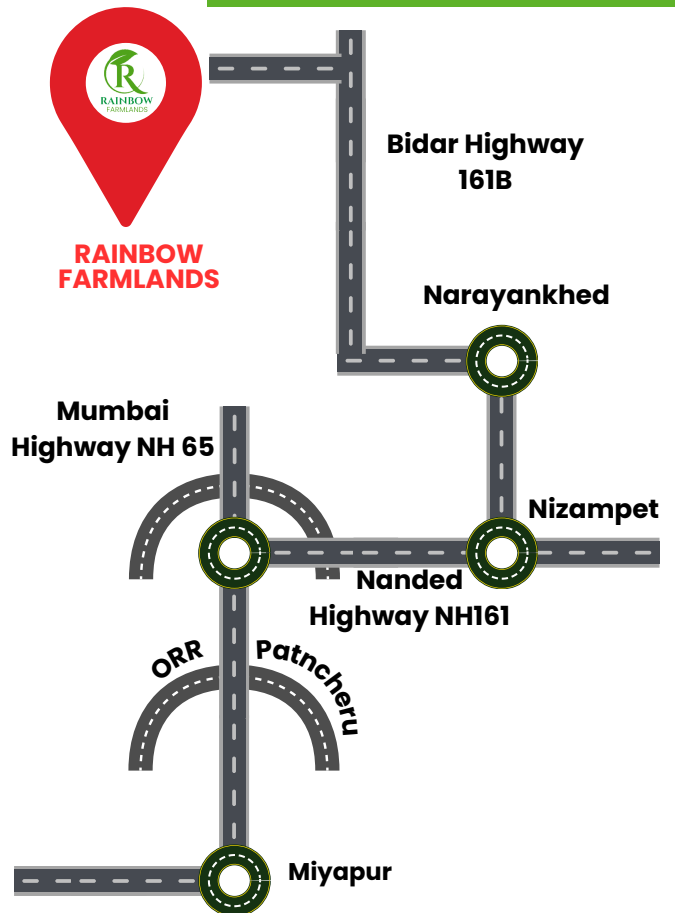 R
RAINBOW
FARMLANDS
RAINBOW
FARMLANDS
Bidar Highway
161B
Narayankhed
Mumbai
Highway NH 65
Nizampet
Nanded
Highway NH161
ORR Patncheru
Miyapur